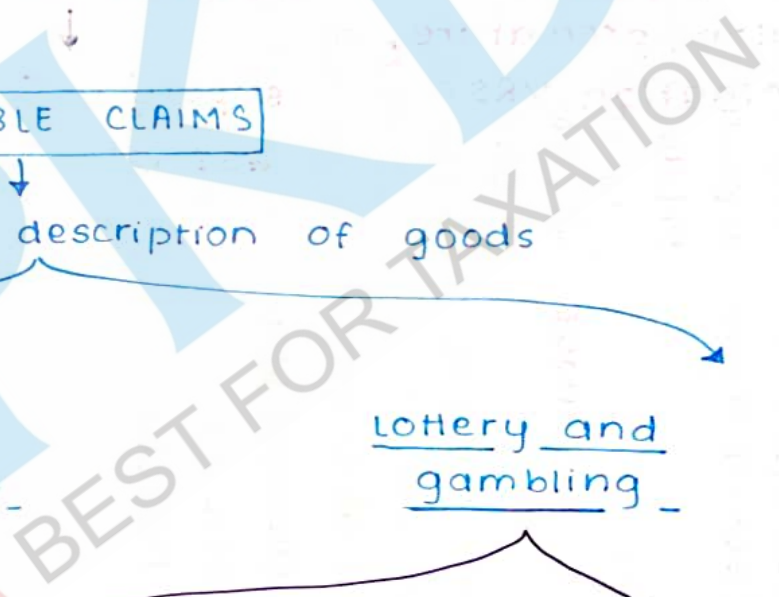 BLE CLAIMS
description of goods
Lottery and
gambling
BEST FOR TAXATION